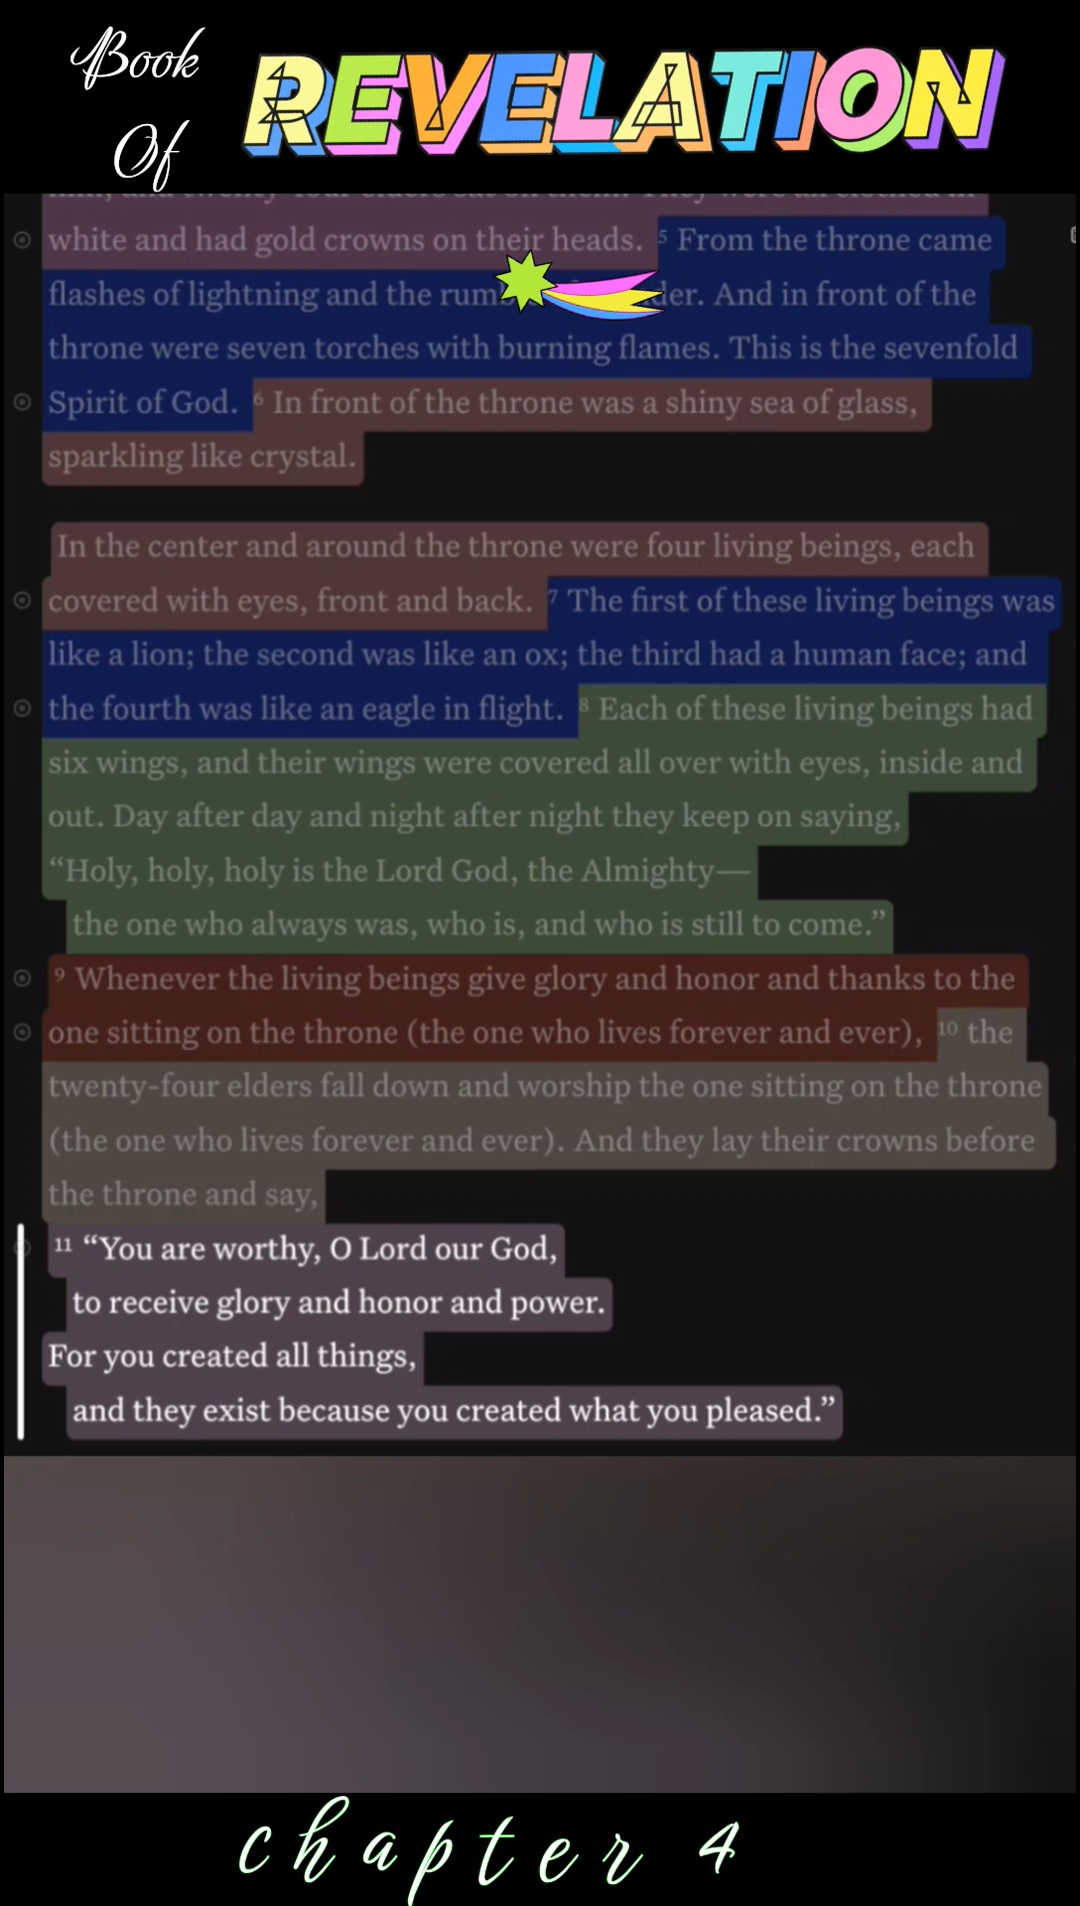 Book
Of
REVELATION
white and had gold crowns on their heads. 5 From the throne came
flashes of lightning and the der. And in front of the
throne were seven torches with burning flames. This is the sevenfold
Spirit of God. 6 In front of the throne was a shiny sea of glass,
sparkling like crystal.
In the center and around the throne were four living beings, each
covered with eyes, front and back. 7 The first of these living beings was
like a lion; the second was like an ox; the third had a human face; and
the fourth was like an eagle in flight. 8 Each of these living beings had
six wings, and their wings were covered all over with eyes, inside and
out. Day after day and night after night they keep on saying,
“Holy, holy, holy is the Lord God, the Almighty—
the one who always was, who is, and who is still to come.”
9 Whenever the living beings give glory and honor and thanks to the
one sitting on the throne (the one who lives forever and ever), 10 the
twenty-four elders fall down and worship the one sitting on the throne
(the one who lives forever and ever). And they lay their crowns before
the throne and say,
11 “You are worthy, O Lord our God,
to receive glory and honor and power.
For you created all things,
and they exist because you created what you pleased.”
chapter 4